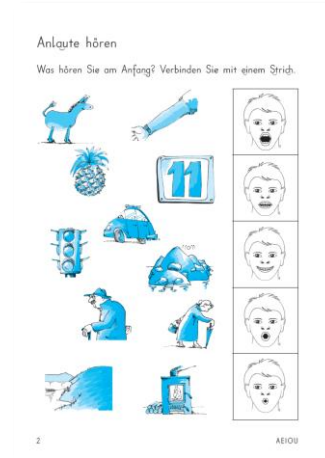 Anlaute hören
Was hören Sie am Anfang? Verbinden Sie mit einem Strich.
11
2
AEIOU